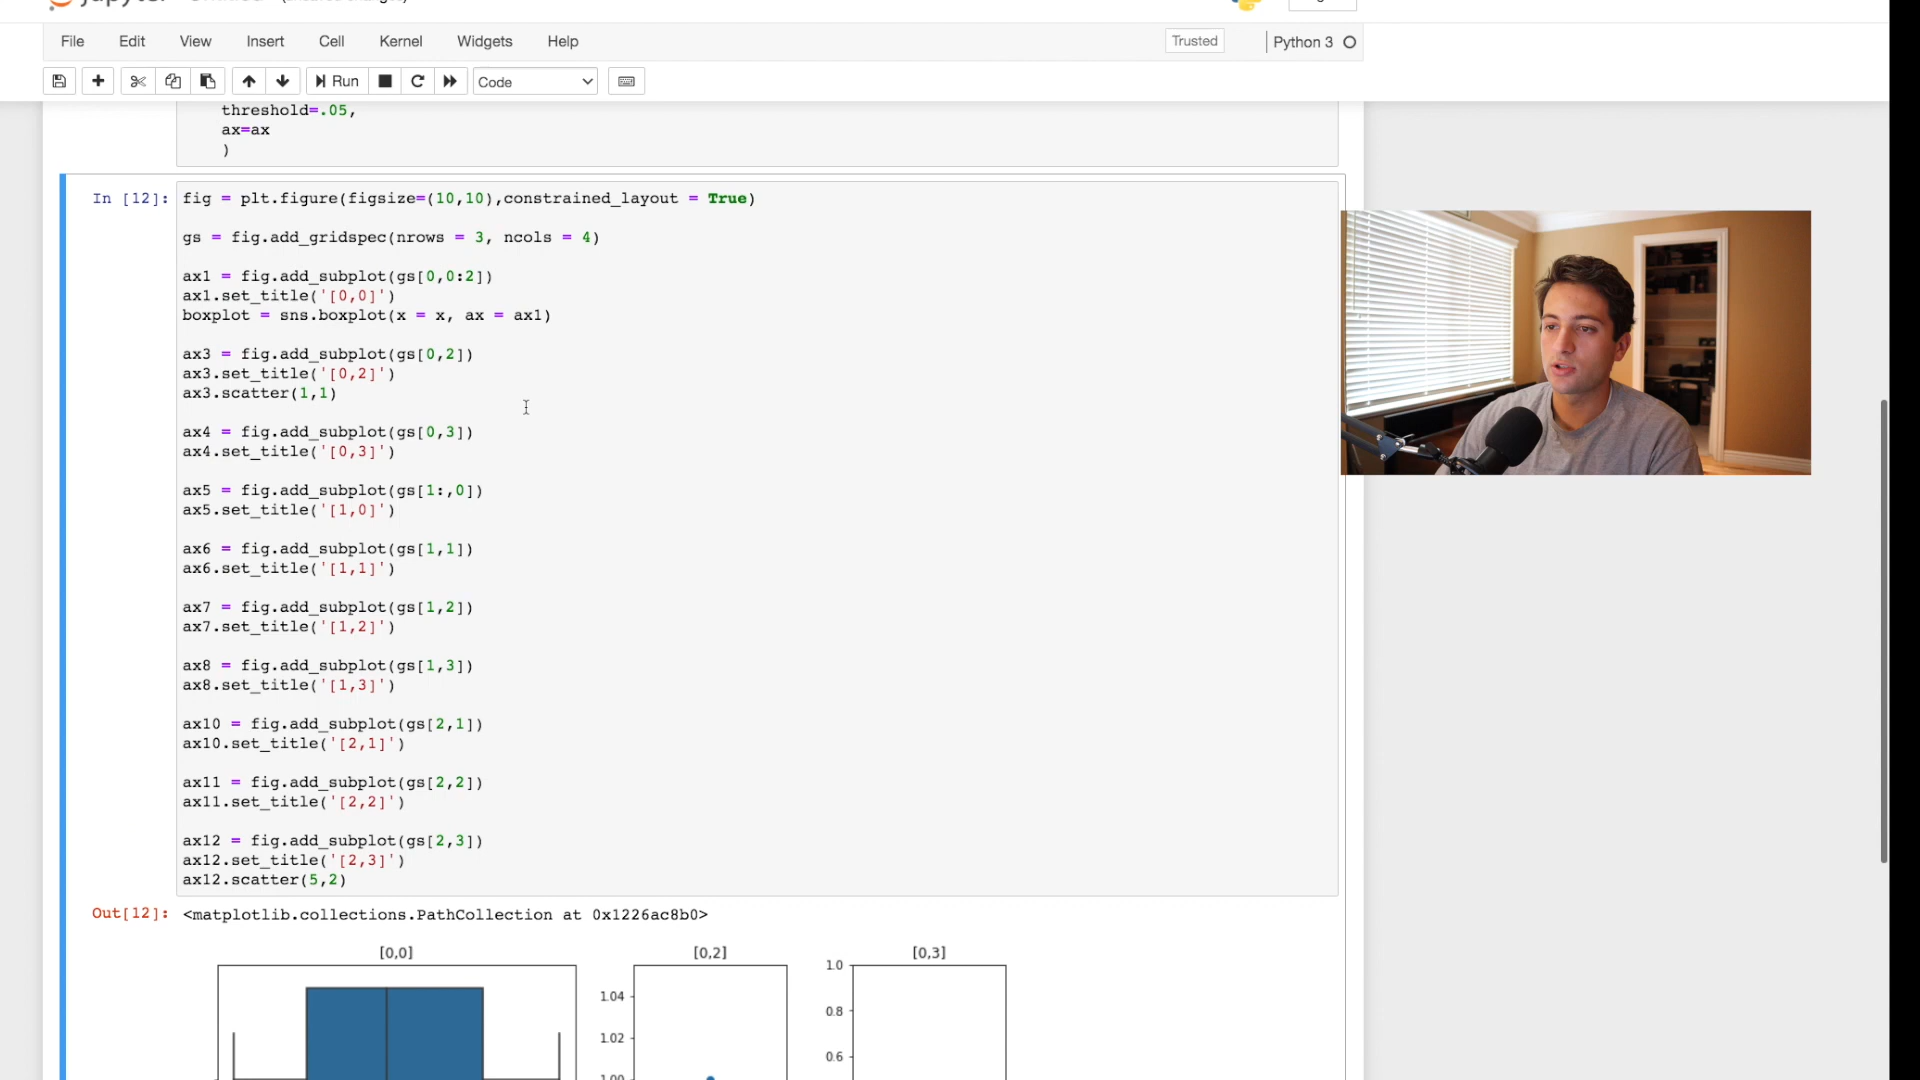 File Edit View Insert Cell Kernel Widgets Help Trusted Python 3
Run Code
threshold=.05,
ax=ax
)
In [12]: fig = plt.figure(figsize=(10,10),constrained_layout = True)
gs = fig.add_gridspec(nrows = 3, ncols = 4)
ax1 = fig.add_subplot(gs[0,0:2])
ax1.set_title('[0,0]')
boxplot = sns.boxplot(x = x, ax = ax1)
ax3 = fig.add_subplot(gs[0,2])
ax3.set_title('[0,2]')
ax3.scatter(1,1)
ax4 = fig.add_subplot(gs[0,3])
ax4.set_title('[0,3]')
ax5 = fig.add_subplot(gs[1:,0])
ax5.set_title('[1,0]')
ax6 = fig.add_subplot(gs[1,1])
ax6.set_title('[1,1]')
ax7 = fig.add_subplot(gs[1,2])
ax7.set_title('[1,2]')
ax8 = fig.add_subplot(gs[1,3])
ax8.set_title('[1,3]')
ax10 = fig.add_subplot(gs[2,1])
ax10.set_title('[2,1]')
ax11 = fig.add_subplot(gs[2,2])
ax11.set_title('[2,2]')
ax12 = fig.add_subplot(gs[2,3])
ax12.set_title('[2,3]')
ax12.scatter(5,2)
Out[12]: <matplotlib.collections.PathCollection at 0x1226ac8b0>
[0,0] [0,2] [0,3]
1.0
1.04
0.8
1.02
0.6
1.00